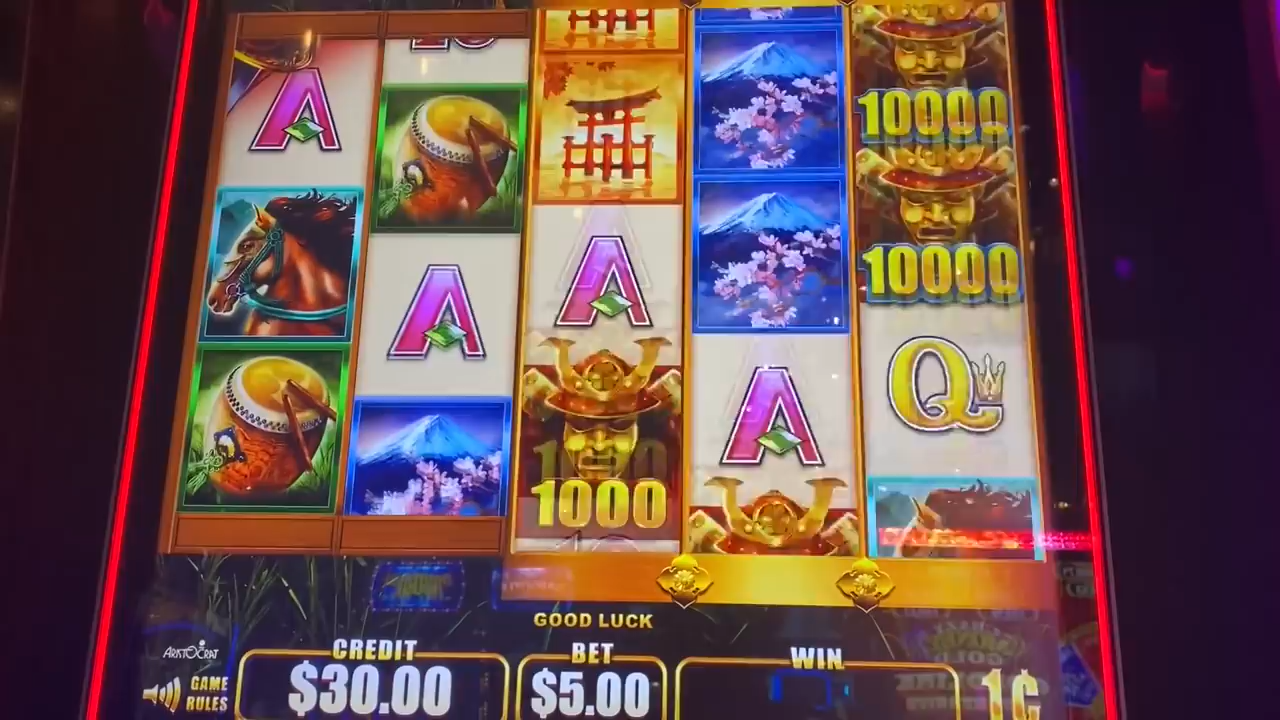 A
10000
10000
A
A
Q
A
1000
GOOD LUCK
ARISTOCRAT
CREDIT
BET
WIN
GAME
RULES
$30.00
$5.00
1¢